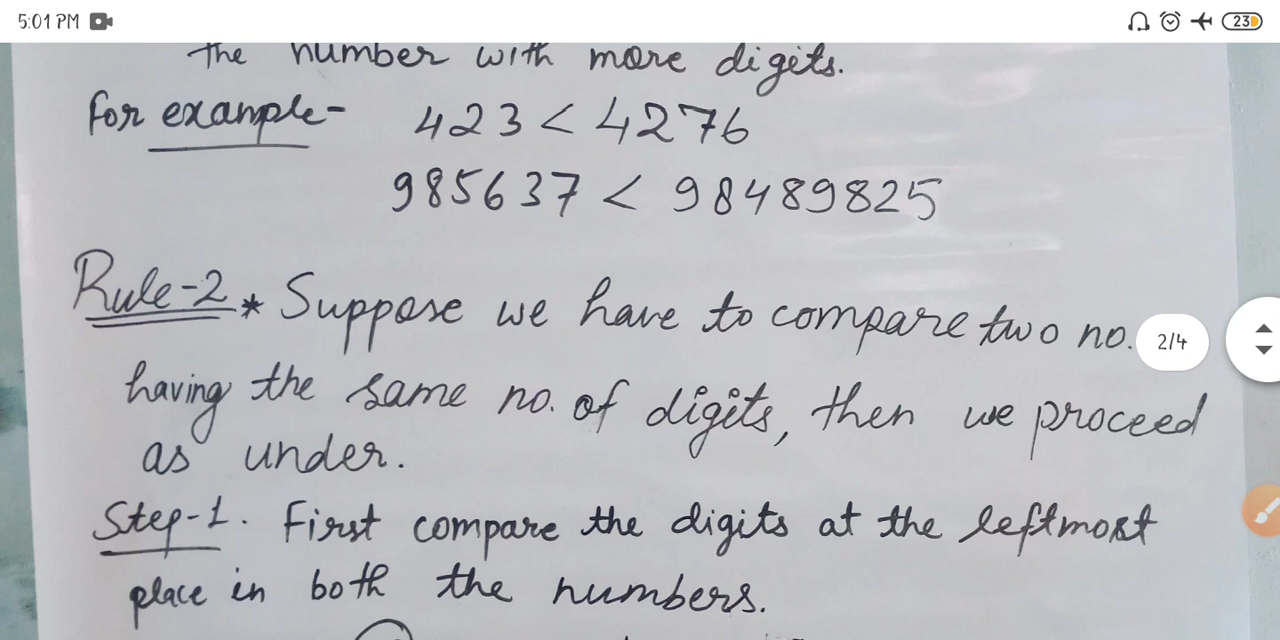 5:01 PM 23
the number with more digits.
For example- 423 < 4276
985637 < 98489825
Rule-2 * Suppose we have to compare two no.
2/4
having the same no. of digits, then we proceed
as under.
Step-1. First compare the digits at the leftmost
place in both the numbers.